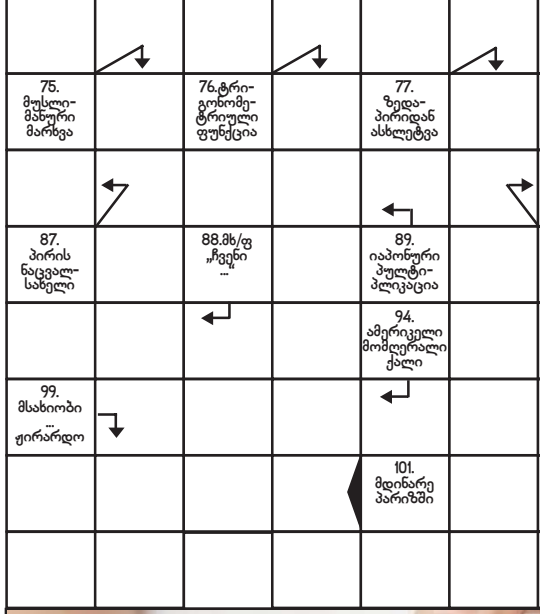 75.
მუსლი-
მანური
მარხვა
76.ტრი-
გონომე-
ტრიული
ფუნქცია
77.
ზედა-
პირიდან
ასხლეტვა
87.
პირის
ნაცვალ-
სახელი
88.მხ/ფ
„ჩვენი
..."
89.
იაპონური
პულტი-
პლიკაცია
94.
ამერიკელი
მომღერალი
ქალი
99.
მსახიობი
...
ჟირარდო
101.
მდინარე
პარიზში